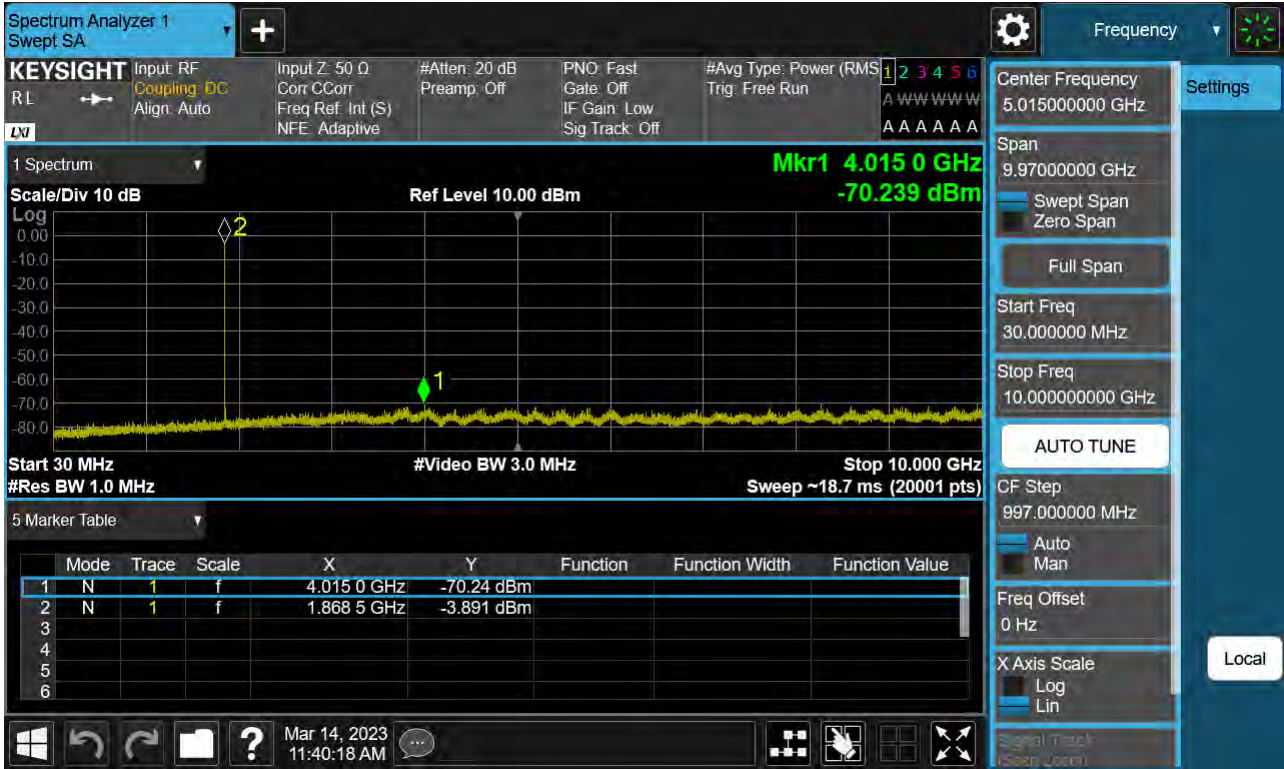 Spectrum Analyzer 1
Swept SA
Frequency
KEYSIGHT
R L
LXI
Input: RF
Coupling: DC
Align: Auto
Input Z: 50 Ω
Corr CCorr
Freq Ref: Int (S)
NFE: Adaptive
#Atten: 20 dB
Preamp: Off
PNO: Fast
Gate: Off
IF Gain: Low
Sig Track: Off
#Avg Type: Power (RMS
Trig: Free Run
1 2 3 4 5 6
A W W W W W
A A A A A A
1 Spectrum
Mkr1 4.015 0 GHz
-70.239 dBm
Scale/Div 10 dB
Ref Level 10.00 dBm
Log
0.00
-10.0
-20.0
-30.0
-40.0
-50.0
-60.0
-70.0
-80.0
2
1
Start 30 MHz
#Video BW 3.0 MHz
Stop 10.000 GHz
#Res BW 1.0 MHz
Sweep ~18.7 ms (20001 pts)
5 Marker Table
Mode Trace Scale X Y Function Function Width Function Value
1 N 1 f 4.015 0 GHz -70.24 dBm
2 N 1 f 1.868 5 GHz -3.891 dBm
3
4
5
6
Mar 14, 2023
11:40:18 AM
Center Frequency
5.015000000 GHz
Span
9.97000000 GHz
Swept Span
Zero Span
Full Span
Start Freq
30.000000 MHz
Stop Freq
10.000000000 GHz
AUTO TUNE
CF Step
997.000000 MHz
Auto
Man
Freq Offset
0 Hz
X Axis Scale
Log
Lin
Signal Track
(Span Zoom)
Settings
Local